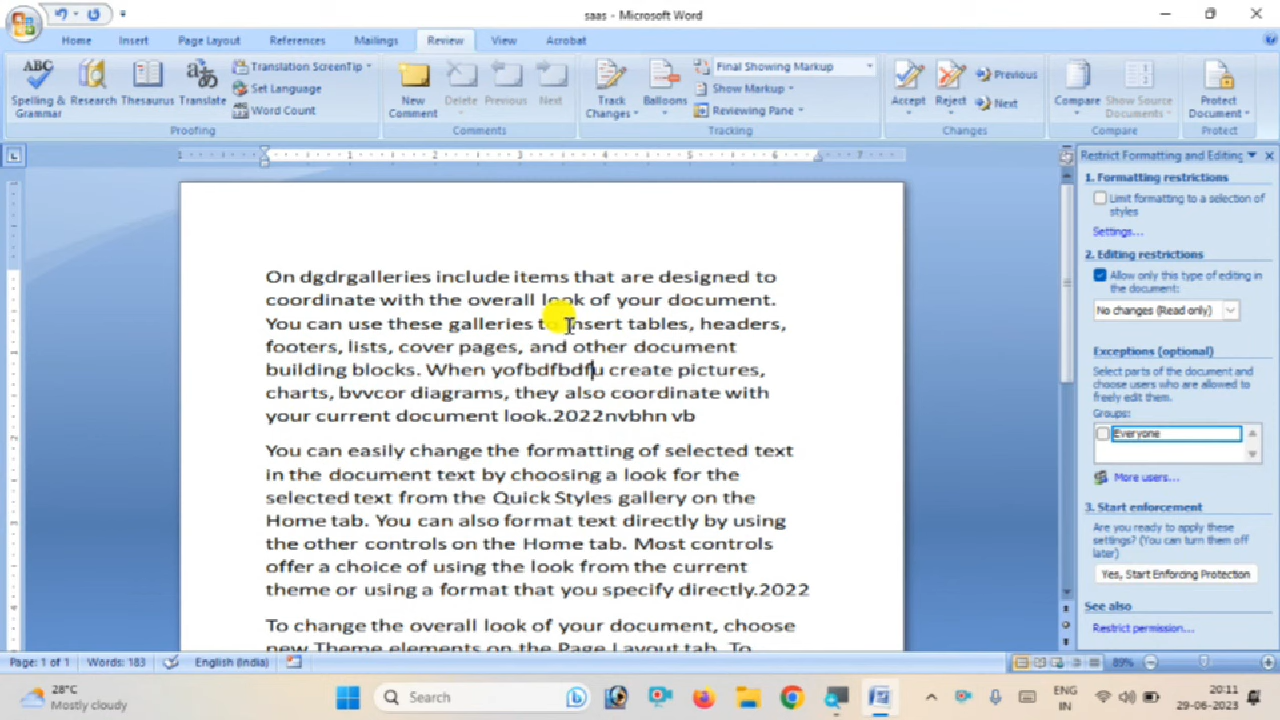 saas - Microsoft Word
Home Insert Page Layout References Mailings Review View Acrobat
ABC
Spelling & Grammar
Research
Thesaurus
Translate
Translation ScreenTip
Set Language
Word Count
Proofing
New Comment
Delete
Previous
Next
Comments
Track Changes
Balloons
Final Showing Markup
Show Markup
Reviewing Pane
Tracking
Accept
Reject
Previous
Next
Changes
Compare
Show Source Documents
Compare
Protect Document
Protect
1 1 2 3 4 5 6 7
On dgdrgalleries include items that are designed to
coordinate with the overall look of your document.
You can use these galleries to insert tables, headers,
footers, lists, cover pages, and other document
building blocks. When yofbdfbdfu create pictures,
charts, bvvcor diagrams, they also coordinate with
your current document look.2022nvbhn vb
You can easily change the formatting of selected text
in the document text by choosing a look for the
selected text from the Quick Styles gallery on the
Home tab. You can also format text directly by using
the other controls on the Home tab. Most controls
offer a choice of using the look from the current
theme or using a format that you specify directly.2022
To change the overall look of your document, choose
new Theme elements on the Page Layout tab. To
Restrict Formatting and Editing
1. Formatting restrictions
Limit formatting to a selection of
styles
Settings...
2. Editing restrictions
Allow only this type of editing in
the document:
No changes (Read only)
Exceptions (optional)
Select parts of the document and
choose users who are allowed to
freely edit them.
Groups:
Everyone
More users...
3. Start enforcement
Are you ready to apply these
settings? (You can turn them off
later)
Yes, Start Enforcing Protection
See also
Restrict permission...
Page: 1 of 1 Words: 183 English (India) 89%
28°C
Mostly cloudy
Search
ENG
IN
20:11
29-06-2023